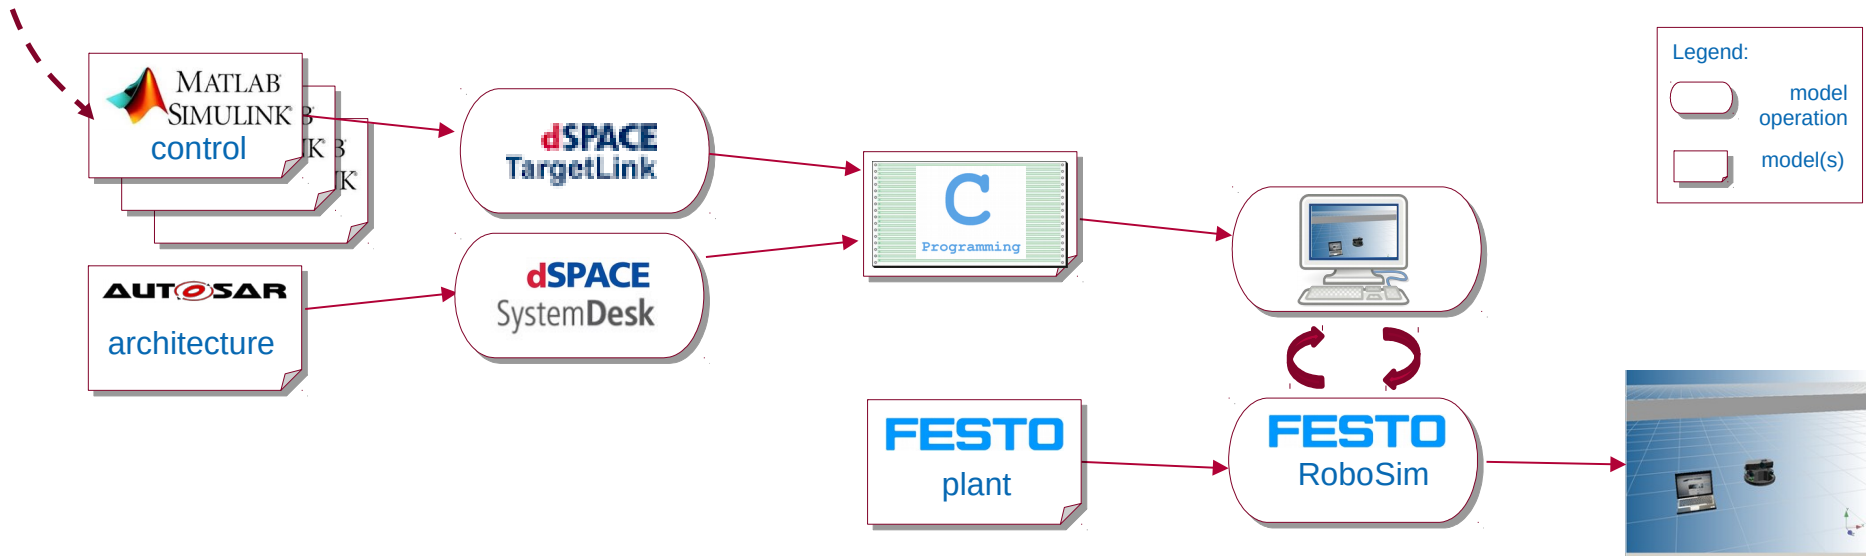 MATLAB
SIMULINK
control
B
K B
K
AUTOSAR
architecture
dSPACE
TargetLink
dSPACE
SystemDesk
C
Programming
FESTO
plant
FESTO
RoboSim
Legend:
model
operation
model(s)